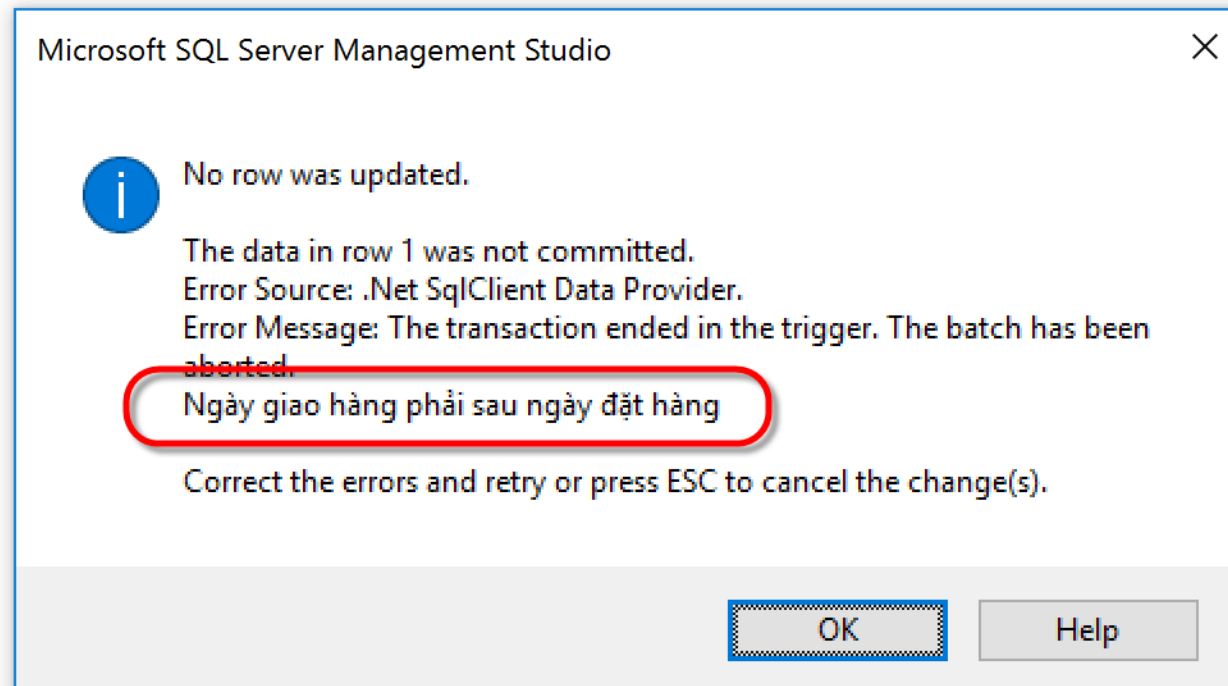 Microsoft SQL Server Management Studio
No row was updated.
The data in row 1 was not committed.
Error Source: .Net SqlClient Data Provider.
Error Message: The transaction ended in the trigger. The batch has been
aborted.
Ngày giao hàng phải sau ngày đặt hàng
Correct the errors and retry or press ESC to cancel the change(s).
OK
Help